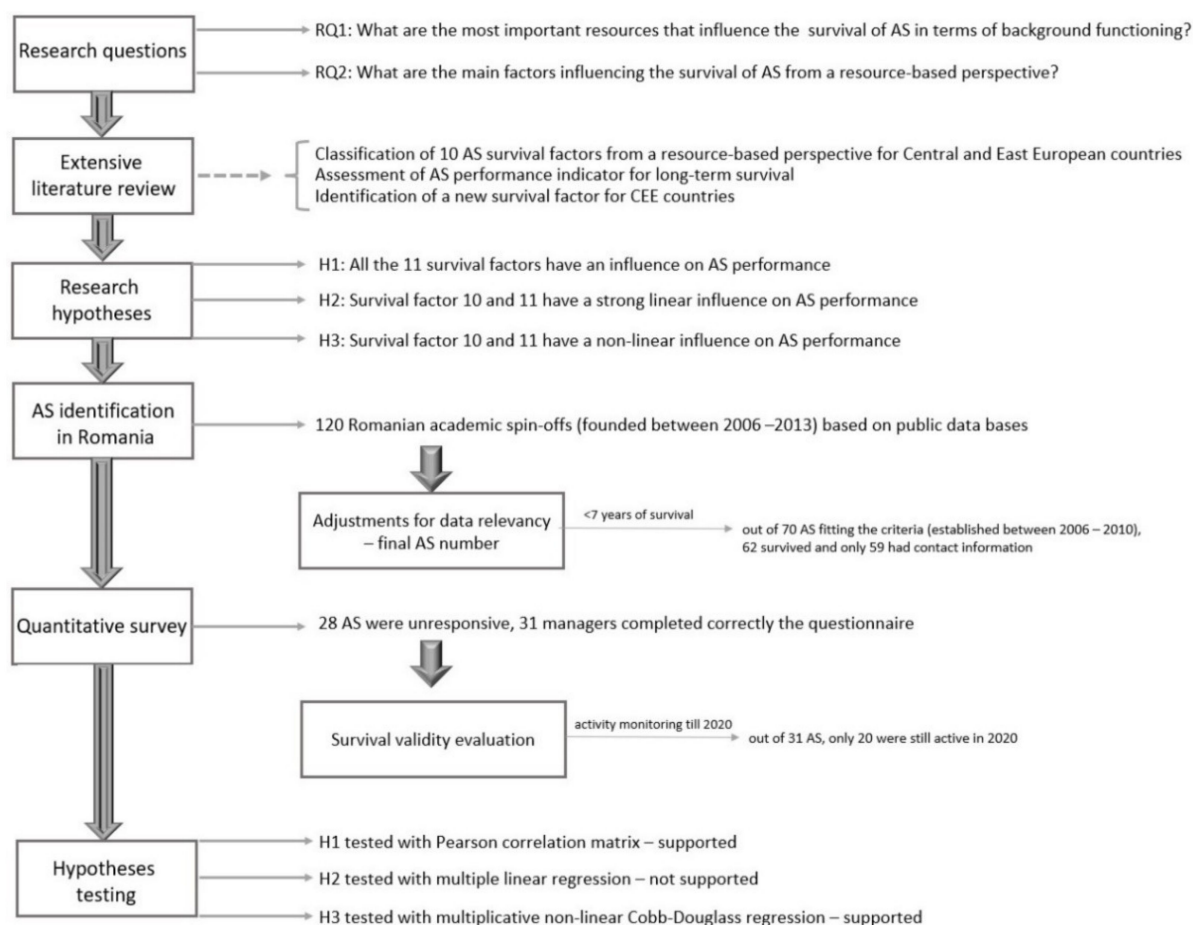 Research questions
RQ1: What are the most important resources that influence the survival of AS in terms of background functioning?
RQ2: What are the main factors influencing the survival of AS from a resource-based perspective?
Extensive
literature review
Classification of 10 AS survival factors from a resource-based perspective for Central and East European countries
Assessment of AS performance indicator for long-term survival
Identification of a new survival factor for CEE countries
Research
hypotheses
H1: All the 11 survival factors have an influence on AS performance
H2: Survival factor 10 and 11 have a strong linear influence on AS performance
H3: Survival factor 10 and 11 have a non-linear influence on AS performance
AS identification
in Romania
120 Romanian academic spin-offs (founded between 2006 –2013) based on public data bases
Adjustments for data relevancy
– final AS number
<7 years of survival
out of 70 AS fitting the criteria (established between 2006 – 2010),
62 survived and only 59 had contact information
Quantitative survey
28 AS were unresponsive, 31 managers completed correctly the questionnaire
Survival validity evaluation
activity monitoring till 2020
out of 31 AS, only 20 were still active in 2020
Hypotheses
testing
H1 tested with Pearson correlation matrix – supported
H2 tested with multiple linear regression – not supported
H3 tested with multiplicative non-linear Cobb-Douglass regression – supported